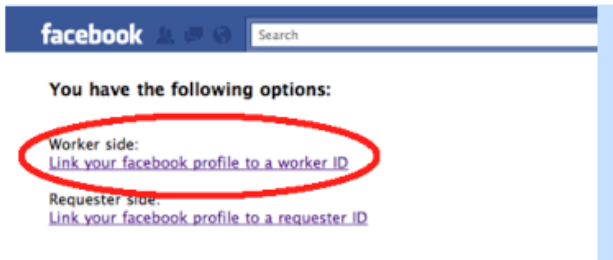 facebook
Search
You have the following options:
Worker side:
Link your facebook profile to a worker ID
Requester side:
Link your facebook profile to a requester ID